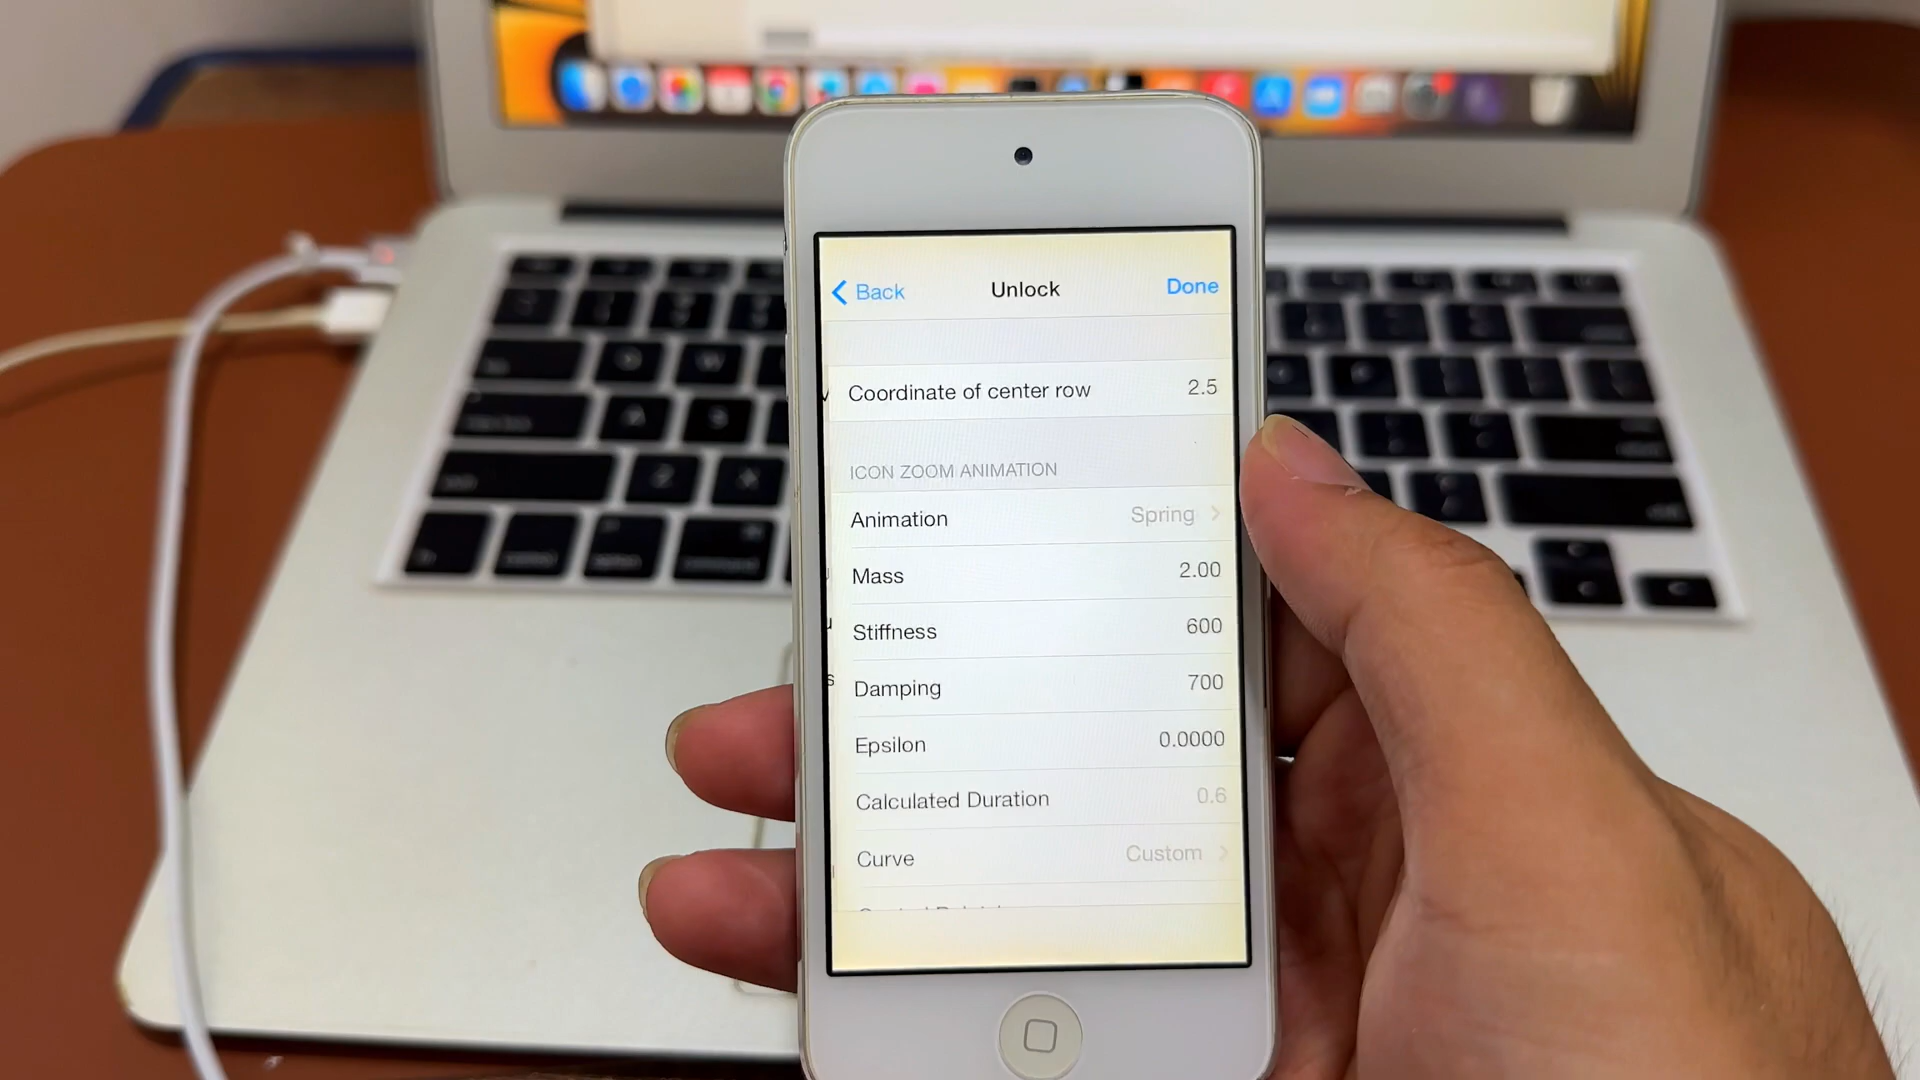 Back Unlock Done
Coordinate of center row 2.5
ICON ZOOM ANIMATION
Animation Spring
Mass 2.00
Stiffness 600
Damping 700
Epsilon 0.0000
Calculated Duration 0.6
Curve Custom